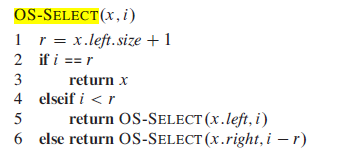 OS-SELECT(x, i)
1 r = x.left.size + 1
2 if i == r
3 return x
4 elseif i < r
5 return OS-SELECT(x.left, i)
6 else return OS-SELECT(x.right, i − r)